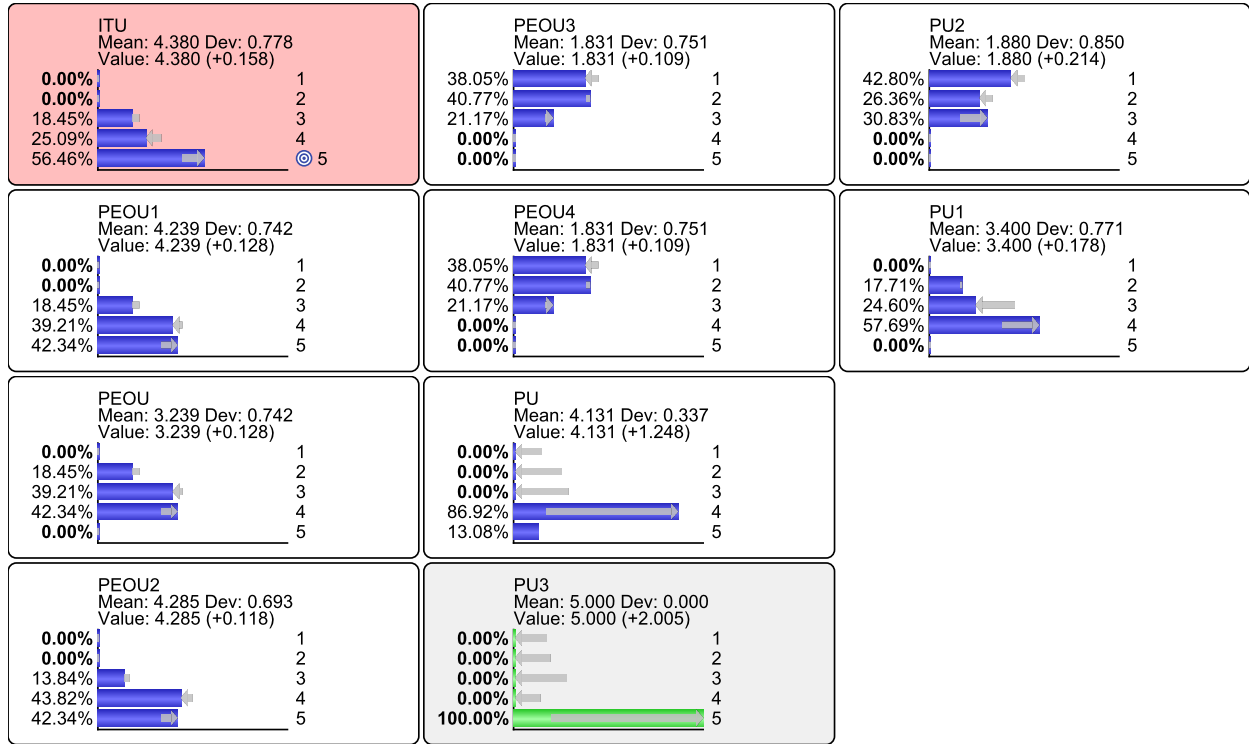 ITU
Mean: 4.380 Dev: 0.778
Value: 4.380 (+0.158)
0.00% 1
0.00% 2
18.45% 3
25.09% 4
56.46% 5
PEOU1
Mean: 4.239 Dev: 0.742
Value: 4.239 (+0.128)
0.00% 1
0.00% 2
18.45% 3
39.21% 4
42.34% 5
PEOU
Mean: 3.239 Dev: 0.742
Value: 3.239 (+0.128)
0.00% 1
18.45% 2
39.21% 3
42.34% 4
0.00% 5
PEOU2
Mean: 4.285 Dev: 0.693
Value: 4.285 (+0.118)
0.00% 1
0.00% 2
13.84% 3
43.82% 4
42.34% 5
PEOU3
Mean: 1.831 Dev: 0.751
Value: 1.831 (+0.109)
38.05% 1
40.77% 2
21.17% 3
0.00% 4
0.00% 5
PEOU4
Mean: 1.831 Dev: 0.751
Value: 1.831 (+0.109)
38.05% 1
40.77% 2
21.17% 3
0.00% 4
0.00% 5
PU
Mean: 4.131 Dev: 0.337
Value: 4.131 (+1.248)
0.00% 1
0.00% 2
0.00% 3
86.92% 4
13.08% 5
PU3
Mean: 5.000 Dev: 0.000
Value: 5.000 (+2.005)
0.00% 1
0.00% 2
0.00% 3
0.00% 4
100.00% 5
PU2
Mean: 1.880 Dev: 0.850
Value: 1.880 (+0.214)
42.80% 1
26.36% 2
30.83% 3
0.00% 4
0.00% 5
PU1
Mean: 3.400 Dev: 0.771
Value: 3.400 (+0.178)
0.00% 1
17.71% 2
24.60% 3
57.69% 4
0.00% 5